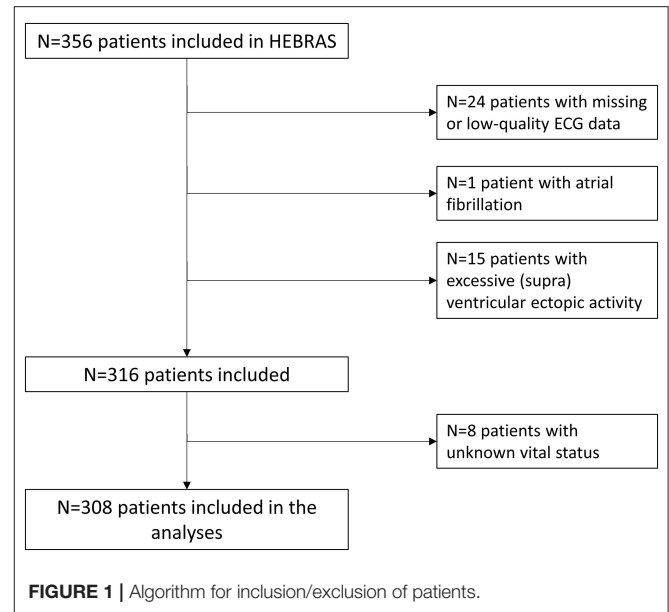 N=356 patients included in HEBRAS
N=24 patients with missing
or low-quality ECG data
N=1 patient with atrial
fibrillation
N=15 patients with
excessive (supra)
ventricular ectopic activity
N=316 patients included
N=8 patients with
unknown vital status
N=308 patients included in the
analyses
FIGURE 1 | Algorithm for inclusion/exclusion of patients.